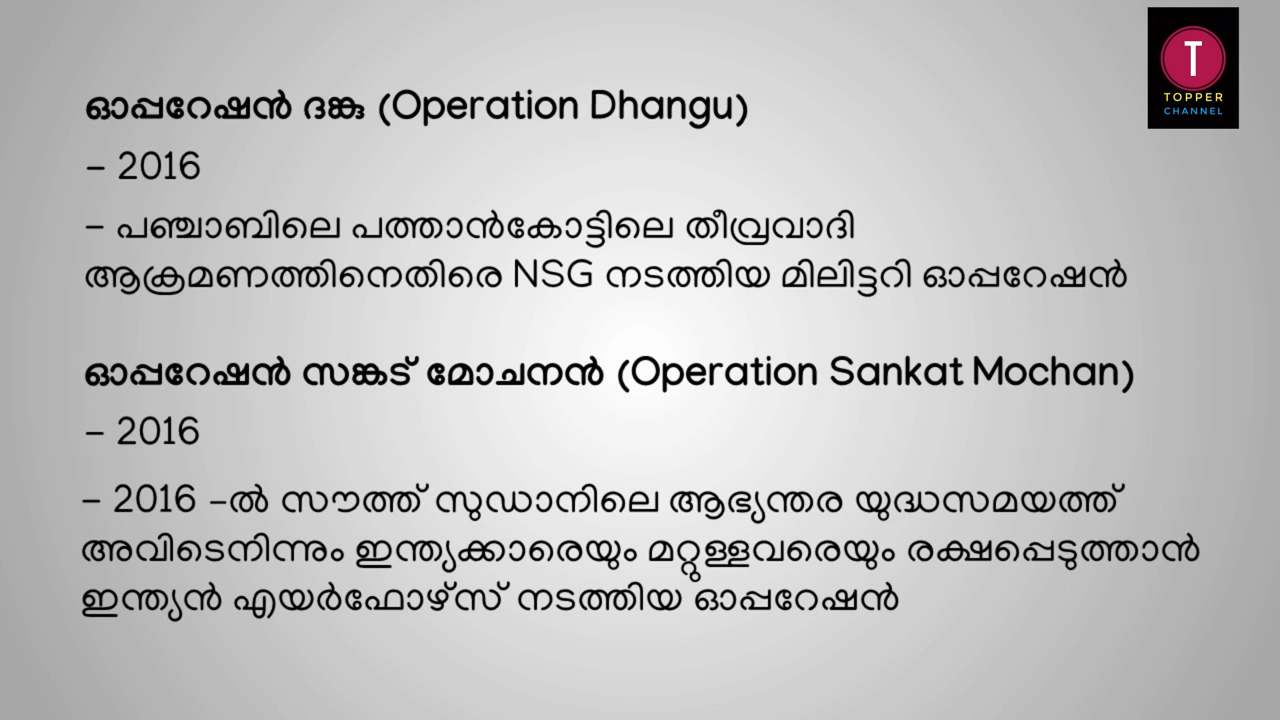 T
TOPPER
CHANNEL
ഓപ്പറേഷൻ ദങ്കു (Operation Dhangu)
– 2016
– പഞ്ചാബിലെ പത്താൻകോട്ടിലെ തീവ്രവാദി
ആക്രമണത്തിനെതിരെ NSG നടത്തിയ മിലിട്ടറി ഓപ്പറേഷൻ
ഓപ്പറേഷൻ സങ്കട് മോചനൻ (Operation Sankat Mochan)
– 2016
– 2016 –ൽ സൗത്ത് സുഡാനിലെ ആഭ്യന്തര യുദ്ധസമയത്ത്
അവിടെനിന്നും ഇന്ത്യക്കാരെയും മറ്റുള്ളവരെയും രക്ഷപ്പെടുത്താൻ
ഇന്ത്യൻ എയർഫോഴ്സ് നടത്തിയ ഓപ്പറേഷൻ